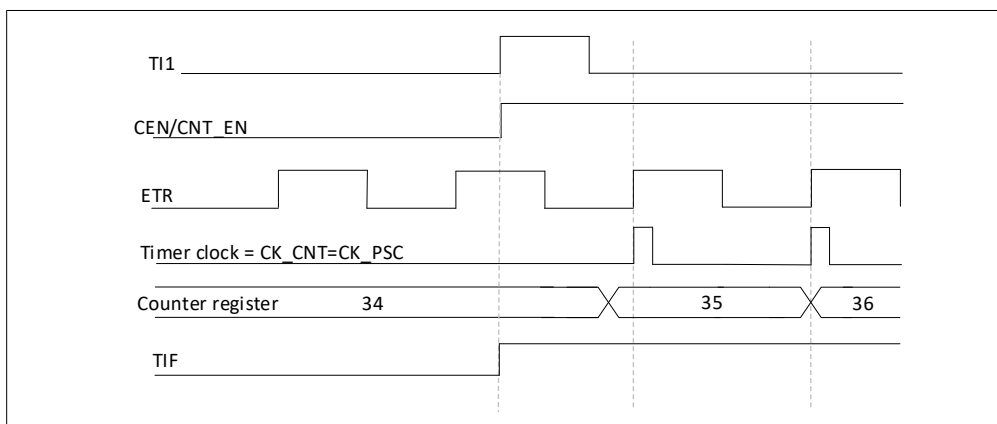 TI1
CEN/CNT_EN
ETR
Timer clock = CK_CNT=CK_PSC
Counter register 34 35 36
TIF